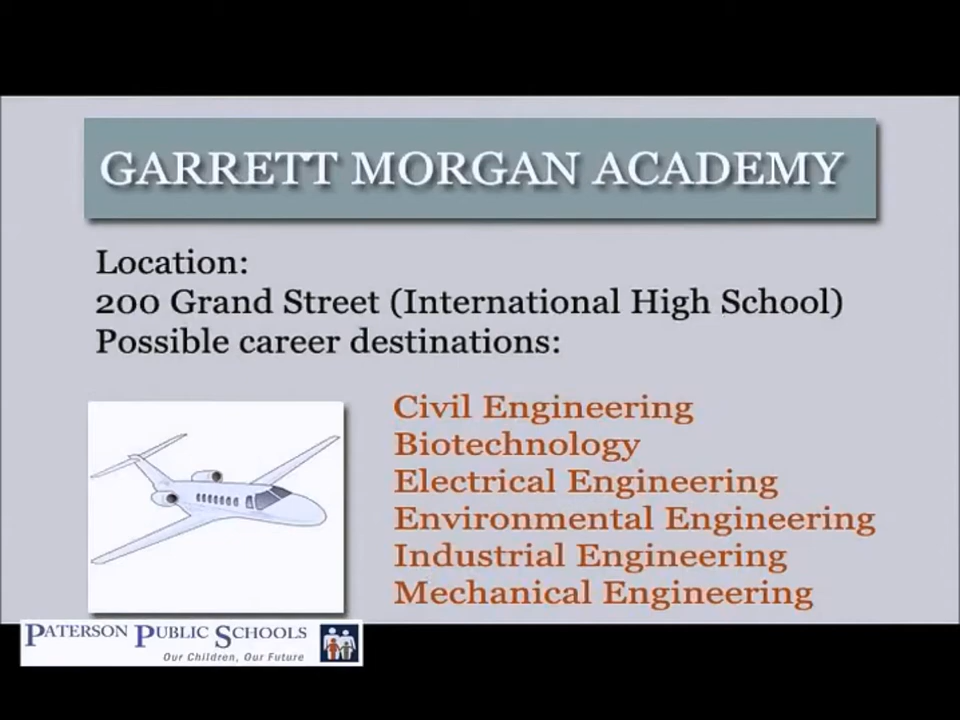 GARRETT MORGAN ACADEMY
Location:
200 Grand Street (International High School)
Possible career destinations:
Civil Engineering
Biotechnology
Electrical Engineering
Environmental Engineering
Industrial Engineering
Mechanical Engineering
PATERSON PUBLIC SCHOOLS
Our Children, Our Future